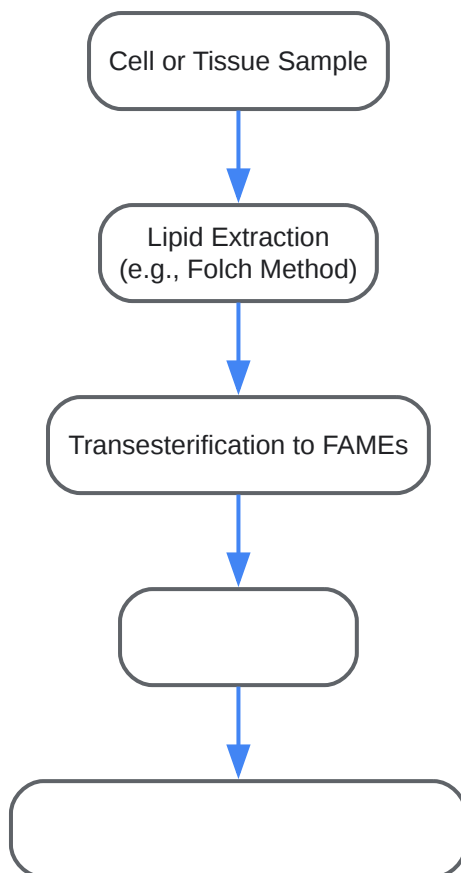 Cell or Tissue Sample
Lipid Extraction
(e.g., Folch Method)
Transesterification to FAMEs